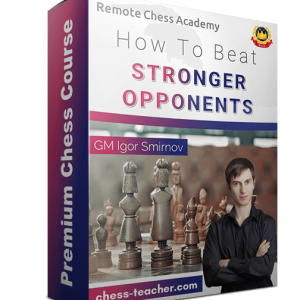 Remote Chess Academy
How To Beat
STRONGER
OPPONENTS
GM Igor Smirnov
chess-teacher.com
Premium Chess Course